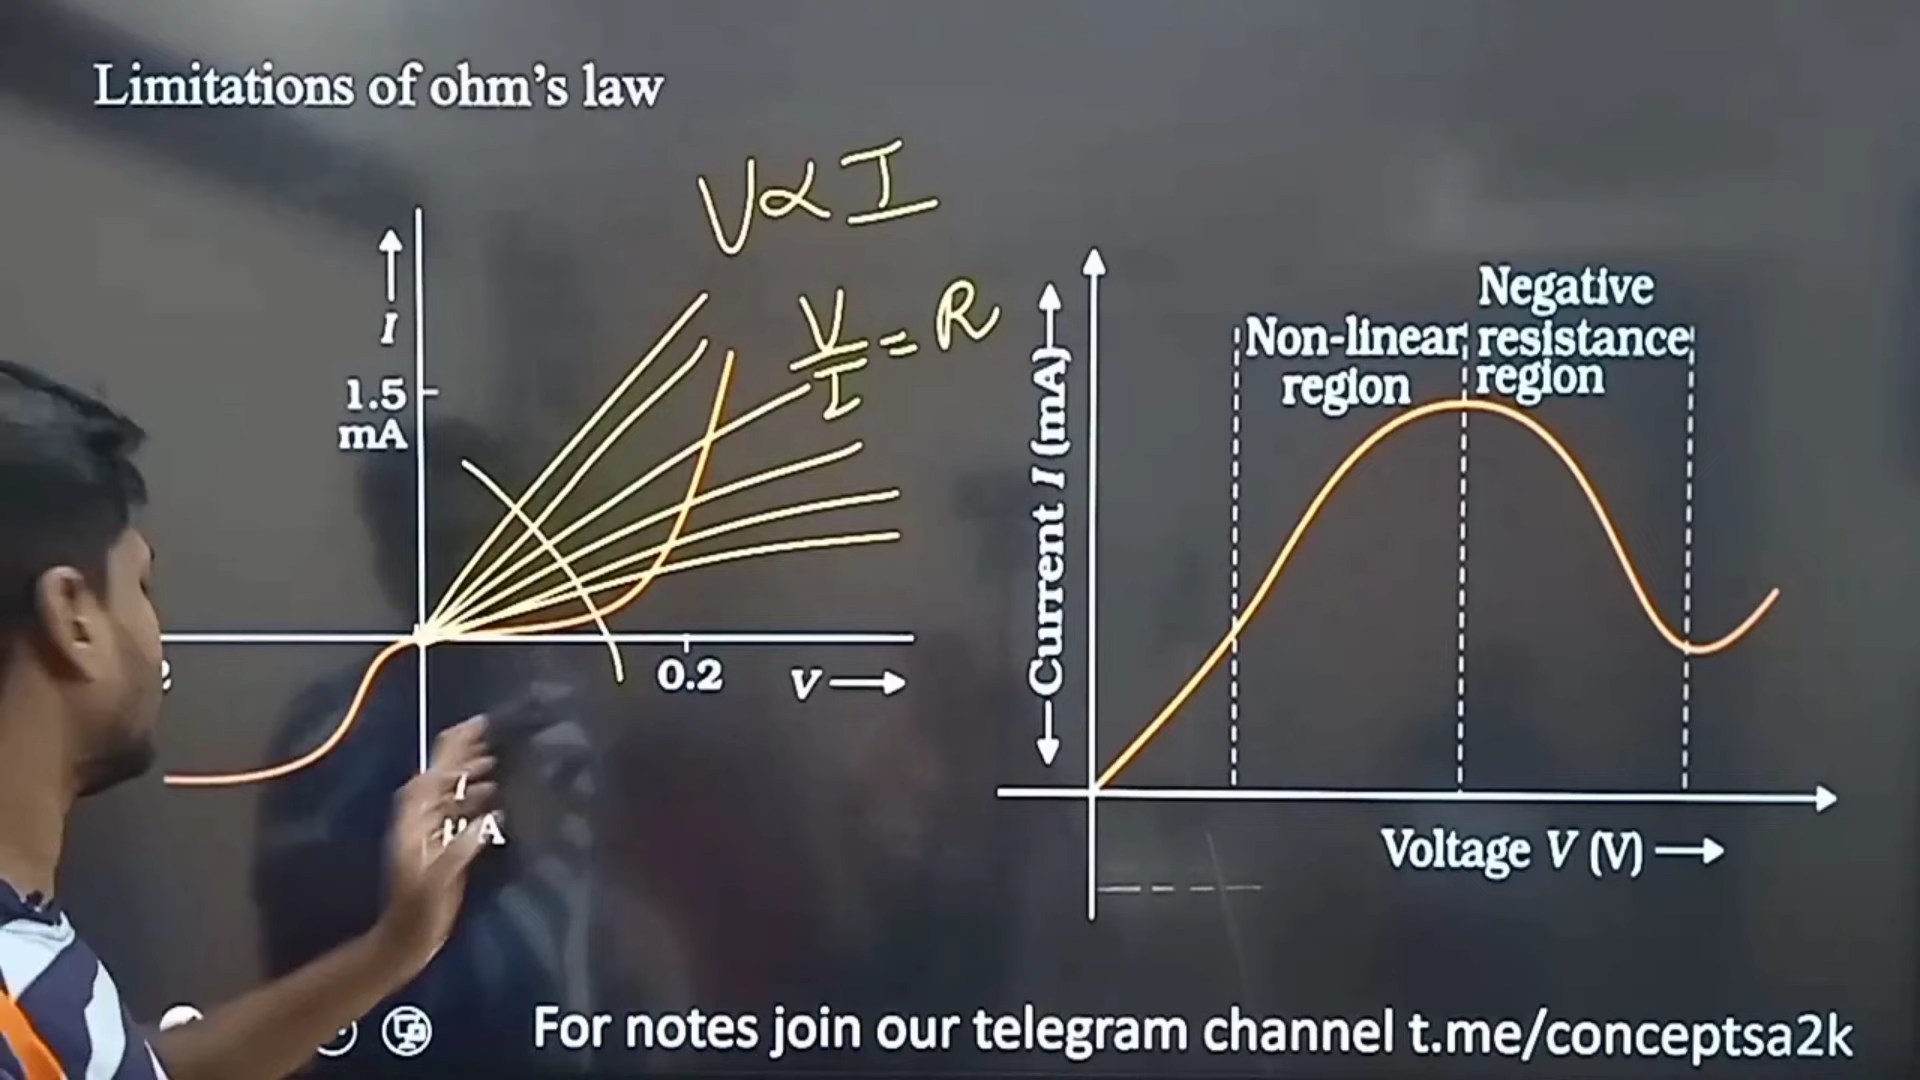 Limitations of ohm's law
V∝I
V/I = R
I
1.5
mA
0.2
V
I
μA
Current I (mA)
Non-linear
region
Negative
resistance
region
Voltage V (V)
For notes join our telegram channel t.me/conceptsa2k